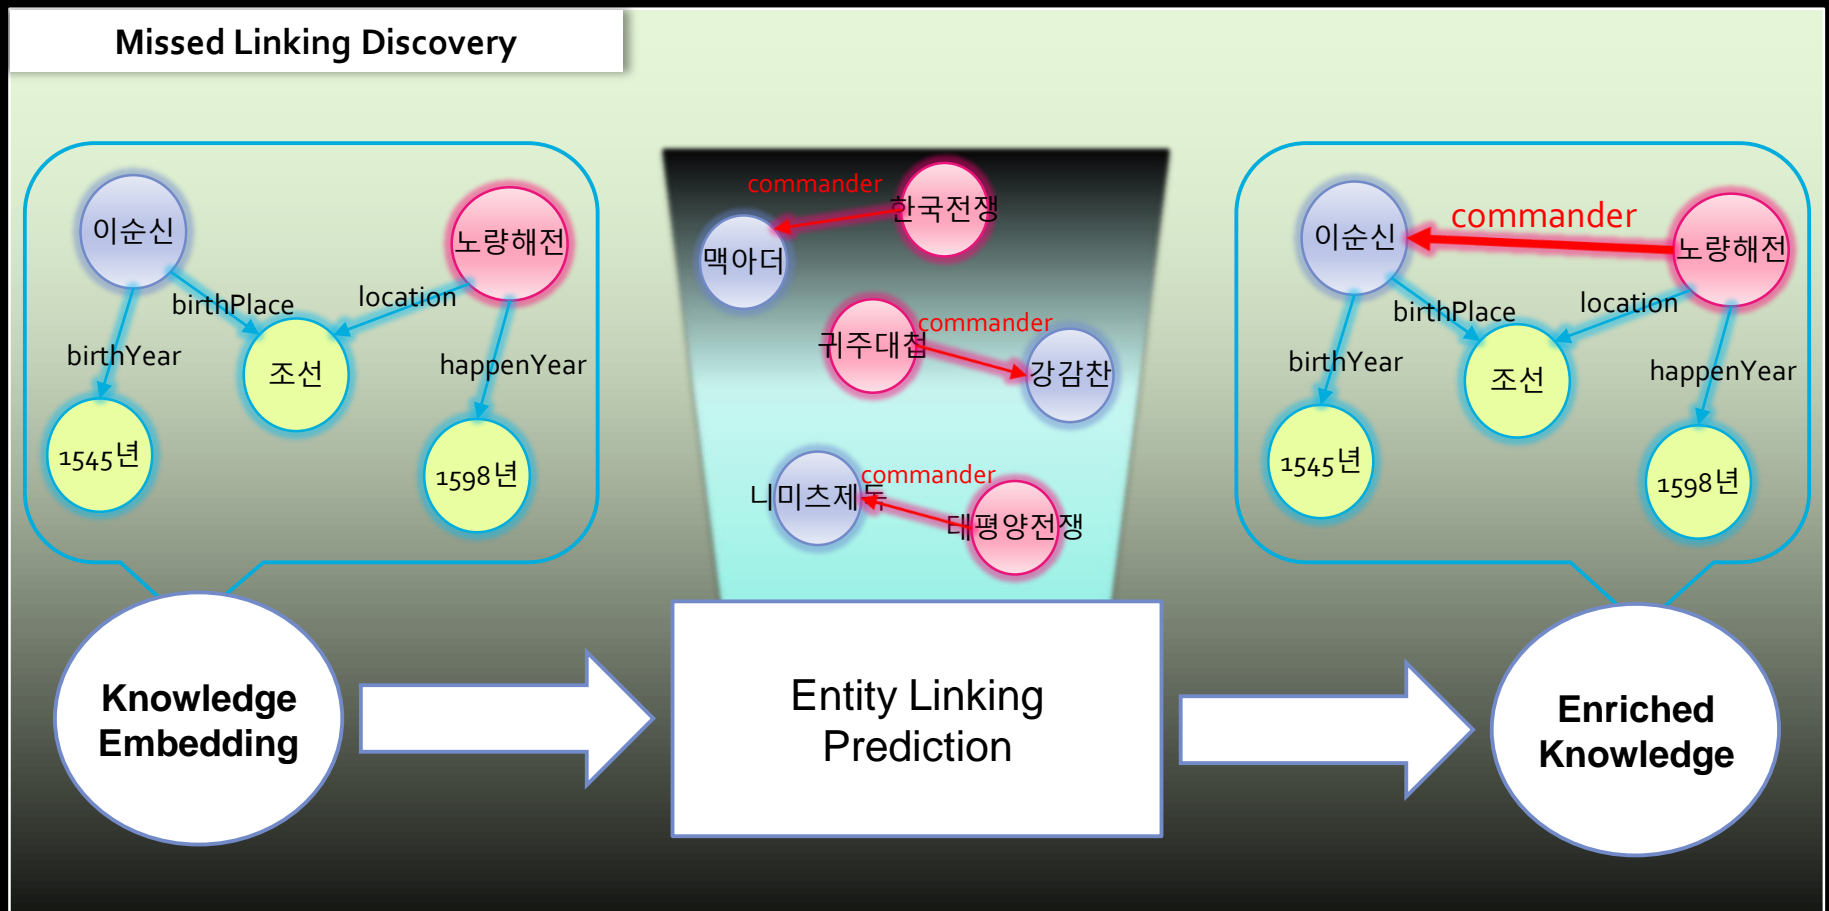 Missed Linking Discovery
이순신
노량해전
birthPlace
location
birthYear
happenYear
조선
1545년
1598년
Knowledge
Embedding
commander
한국전쟁
맥아더
commander
귀주대첩
강감찬
commander
니미츠제독
태평양전쟁
Entity Linking
Prediction
이순신
commander
노량해전
birthPlace
location
birthYear
happenYear
조선
1545년
1598년
Enriched
Knowledge